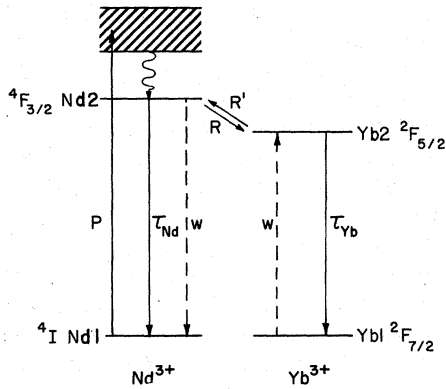 ⁴F₃/₂ Nd2
R'
R
Yb2 ²F₅/₂
P
τNd
w
w
τYb
⁴I Nd1
Yb1 ²F₇/₂
Nd³⁺
Yb³⁺